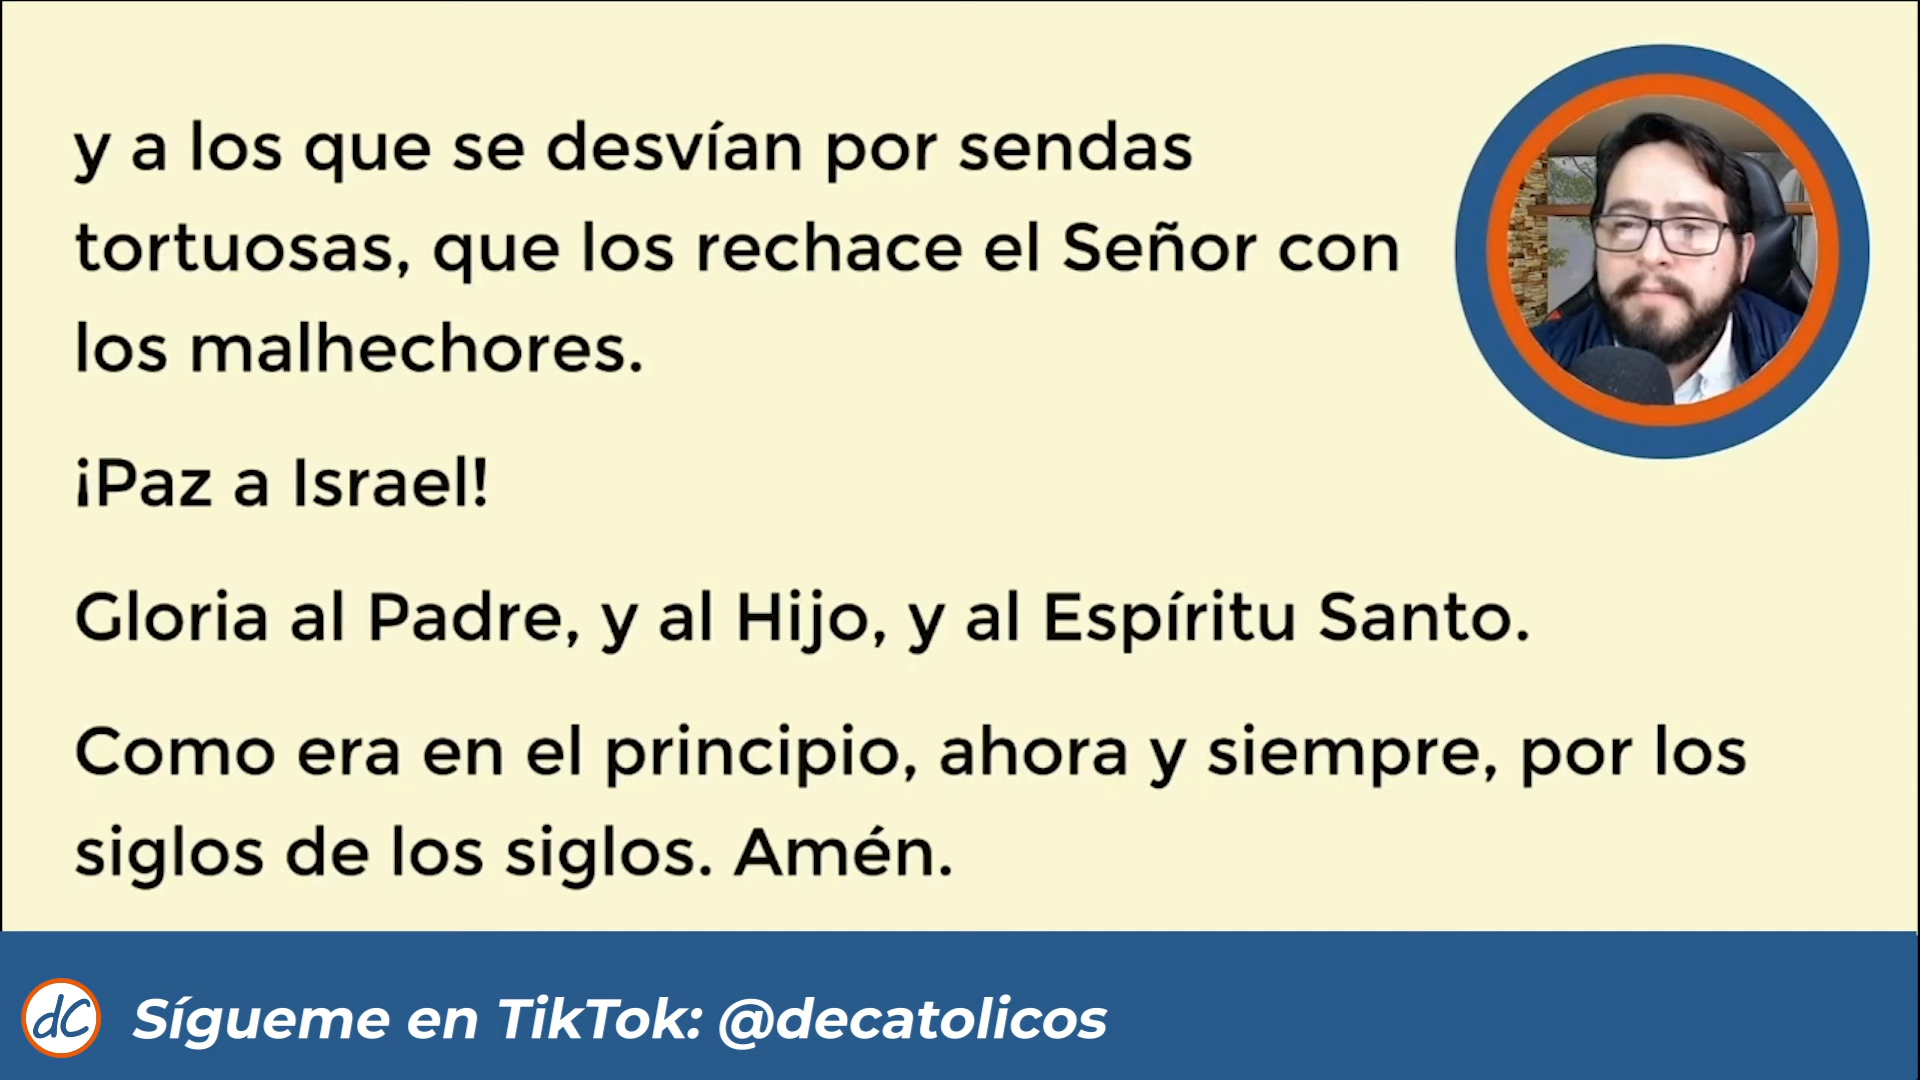 y a los que se desvían por sendas
tortuosas, que los rechace el Señor con
los malhechores.
¡Paz a Israel!
Gloria al Padre, y al Hijo, y al Espíritu Santo.
Como era en el principio, ahora y siempre, por los
siglos de los siglos. Amén.
dC Sígueme en TikTok: @decatolicos